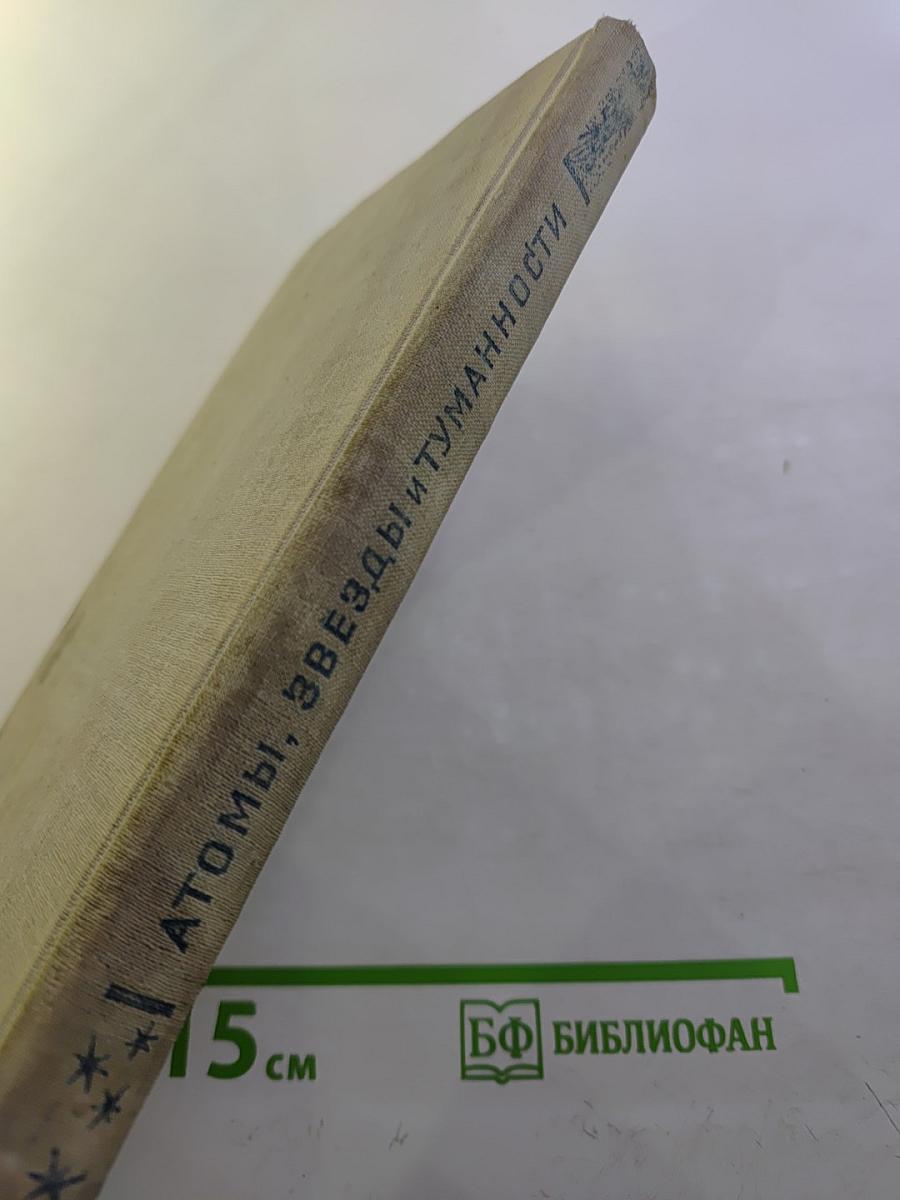 АТОМЫ, ЗВЕЗДЫ и ТУМАННОСТИ
15 см
БФ БИБЛИОФАН